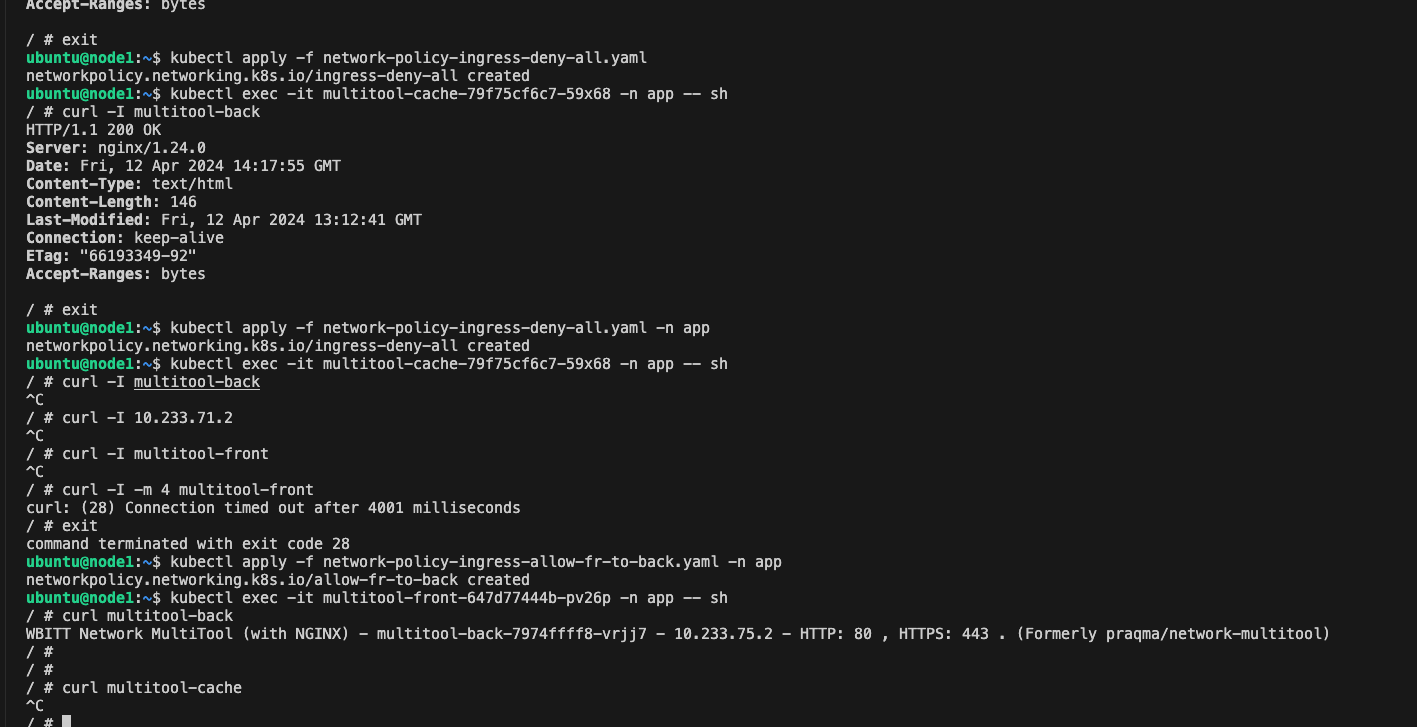 Accept-Ranges: bytes
/ # exit
ubuntu@node1:~$ kubectl apply -f network-policy-ingress-deny-all.yaml
networkpolicy.networking.k8s.io/ingress-deny-all created
ubuntu@node1:~$ kubectl exec -it multitool-cache-79f75cf6c7-59x68 -n app -- sh
/ # curl -I multitool-back
HTTP/1.1 200 OK
Server: nginx/1.24.0
Date: Fri, 12 Apr 2024 14:17:55 GMT
Content-Type: text/html
Content-Length: 146
Last-Modified: Fri, 12 Apr 2024 13:12:41 GMT
Connection: keep-alive
ETag: "66193349-92"
Accept-Ranges: bytes
/ # exit
ubuntu@node1:~$ kubectl apply -f network-policy-ingress-deny-all.yaml -n app
networkpolicy.networking.k8s.io/ingress-deny-all created
ubuntu@node1:~$ kubectl exec -it multitool-cache-79f75cf6c7-59x68 -n app -- sh
/ # curl -I multitool-back
^C
/ # curl -I 10.233.71.2
^C
/ # curl -I multitool-front
^C
/ # curl -I -m 4 multitool-front
curl: (28) Connection timed out after 4001 milliseconds
/ # exit
command terminated with exit code 28
ubuntu@node1:~$ kubectl apply -f network-policy-ingress-allow-fr-to-back.yaml -n app
networkpolicy.networking.k8s.io/allow-fr-to-back created
ubuntu@node1:~$ kubectl exec -it multitool-front-647d77444b-pv26p -n app -- sh
/ # curl multitool-back
WBITT Network MultiTool (with NGINX) - multitool-back-7974ffff8-vrjj7 - 10.233.75.2 - HTTP: 80 , HTTPS: 443 . (Formerly praqma/network-multitool)
/ #
/ #
/ # curl multitool-cache
^C
/ #